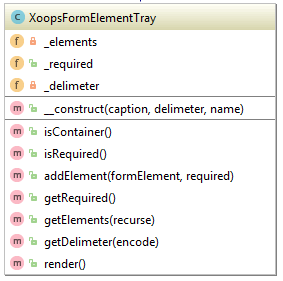 C XoopsFormElementTray
f _elements
f _required
f _delimeter
m __construct(caption, delimeter, name)
m isContainer()
m isRequired()
m addElement(formElement, required)
m getRequired()
m getElements(recurse)
m getDelimeter(encode)
m render()